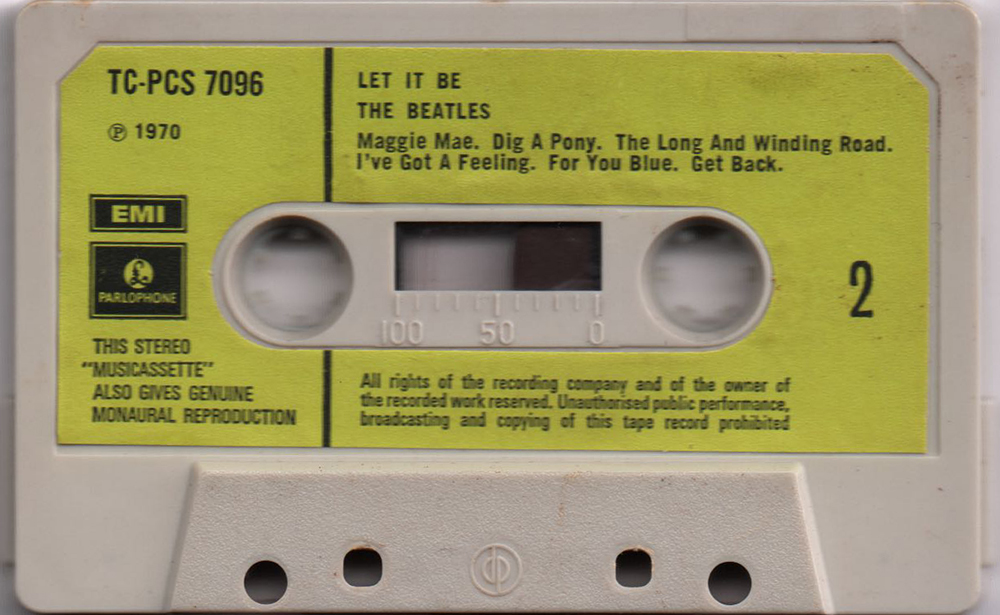 TC-PCS 7096
℗ 1970
EMI
PARLOPHONE
THIS STEREO
"MUSICASSETTE"
ALSO GIVES GENUINE
MONAURAL REPRODUCTION
LET IT BE
THE BEATLES
Maggie Mae. Dig A Pony. The Long And Winding Road.
I've Got A Feeling. For You Blue. Get Back.
100 50 0
2
All rights of the recording company and of the owner of
the recorded work reserved. Unauthorised public performance,
broadcasting and copying of this tape record prohibited